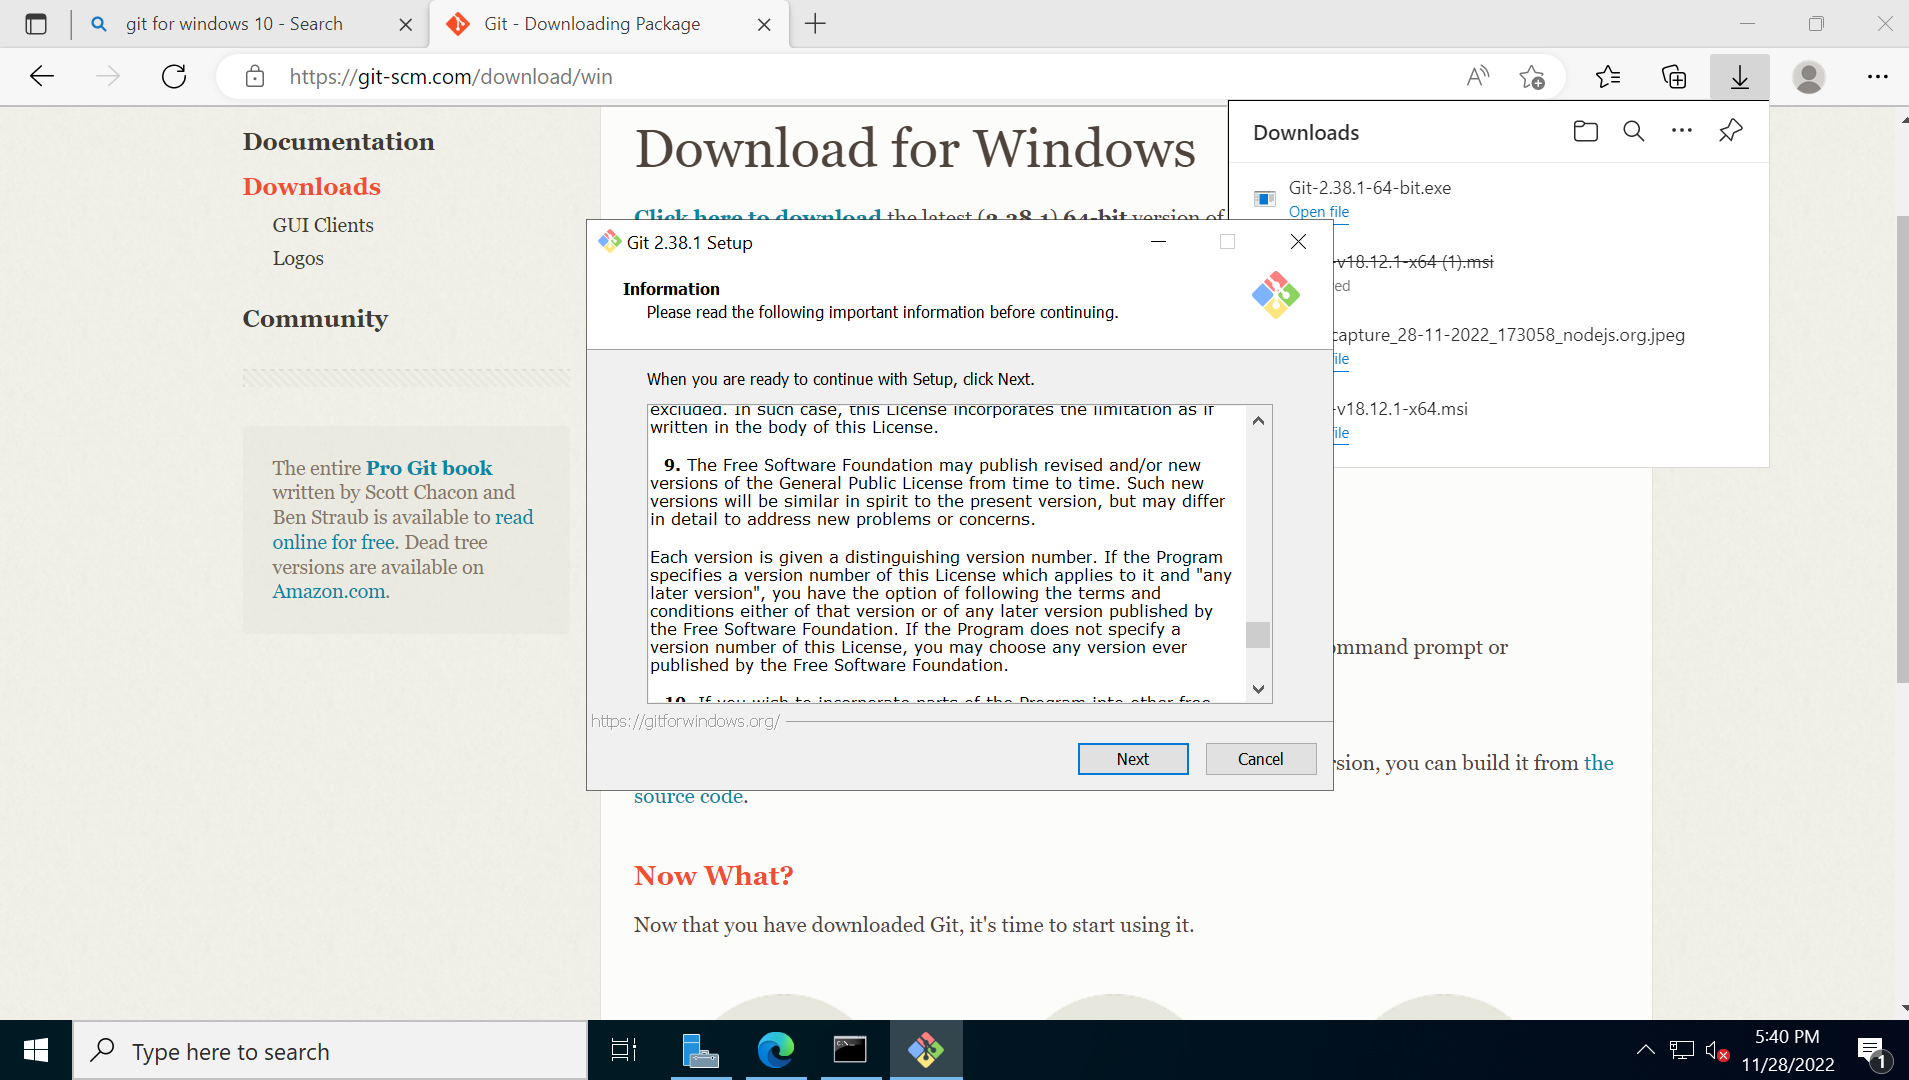 git for windows 10 - Search
Git - Downloading Package
https://git-scm.com/download/win
Documentation
Downloads
GUI Clients
Logos
Community
The entire Pro Git book
written by Scott Chacon and
Ben Straub is available to read
online for free. Dead tree
versions are available on
Amazon.com.
Download for Windows
Click here to download the latest (2.38.1) 64-bit version of
Downloads
Git-2.38.1-64-bit.exe
Open file
-v18.12.1-x64 (1).msi
ed
capture_28-11-2022_173058_nodejs.org.jpeg
file
-v18.12.1-x64.msi
file
Git 2.38.1 Setup
Information
Please read the following important information before continuing.
When you are ready to continue with Setup, click Next.
excluded. In such case, this License incorporates the limitation as if
written in the body of this License.
9. The Free Software Foundation may publish revised and/or new
versions of the General Public License from time to time. Such new
versions will be similar in spirit to the present version, but may differ
in detail to address new problems or concerns.
Each version is given a distinguishing version number. If the Program
specifies a version number of this License which applies to it and "any
later version", you have the option of following the terms and
conditions either of that version or of any later version published by
the Free Software Foundation. If the Program does not specify a
version number of this License, you may choose any version ever
published by the Free Software Foundation.
10. If you wish to incorporate parts of the Program into other free
https://gitforwindows.org/
Next
Cancel
ommand prompt or
rsion, you can build it from the
source code.
Now What?
Now that you have downloaded Git, it's time to start using it.
Type here to search
5:40 PM
11/28/2022
1